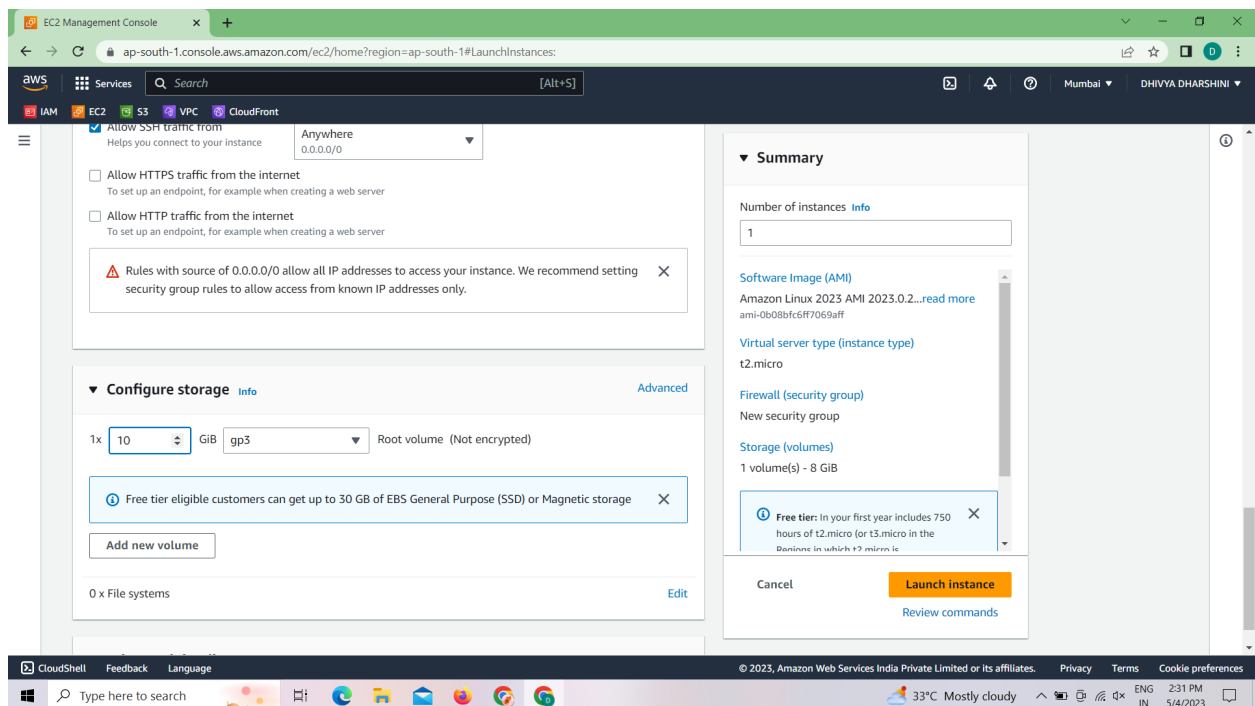 EC2 Management Console
ap-south-1.console.aws.amazon.com/ec2/home?region=ap-south-1#LaunchInstances:
D
aws
Services
Search
[Alt+S]
Mumbai
DHIVYA DHARSHINI
IAM
EC2
S3
VPC
CloudFront
Allow SSH traffic from
Helps you connect to your instance
Anywhere
0.0.0.0/0
Allow HTTPS traffic from the internet
To set up an endpoint, for example when creating a web server
Allow HTTP traffic from the internet
To set up an endpoint, for example when creating a web server
Rules with source of 0.0.0.0/0 allow all IP addresses to access your instance. We recommend setting
security group rules to allow access from known IP addresses only.
Configure storage Info
Advanced
1x 10 GiB gp3 Root volume (Not encrypted)
Free tier eligible customers can get up to 30 GB of EBS General Purpose (SSD) or Magnetic storage
Add new volume
0 x File systems
Edit
Summary
Number of instances Info
1
Software Image (AMI)
Amazon Linux 2023 AMI 2023.0.2...read more
ami-0b08bfc6ff7069aff
Virtual server type (instance type)
t2.micro
Firewall (security group)
New security group
Storage (volumes)
1 volume(s) - 8 GiB
Free tier: In your first year includes 750
hours of t2.micro (or t3.micro in the
Regions in which t2.micro is
Cancel
Launch instance
Review commands
CloudShell
Feedback
Language
© 2023, Amazon Web Services India Private Limited or its affiliates.
Privacy
Terms
Cookie preferences
Type here to search
33°C Mostly cloudy
ENG
IN
2:31 PM
5/4/2023